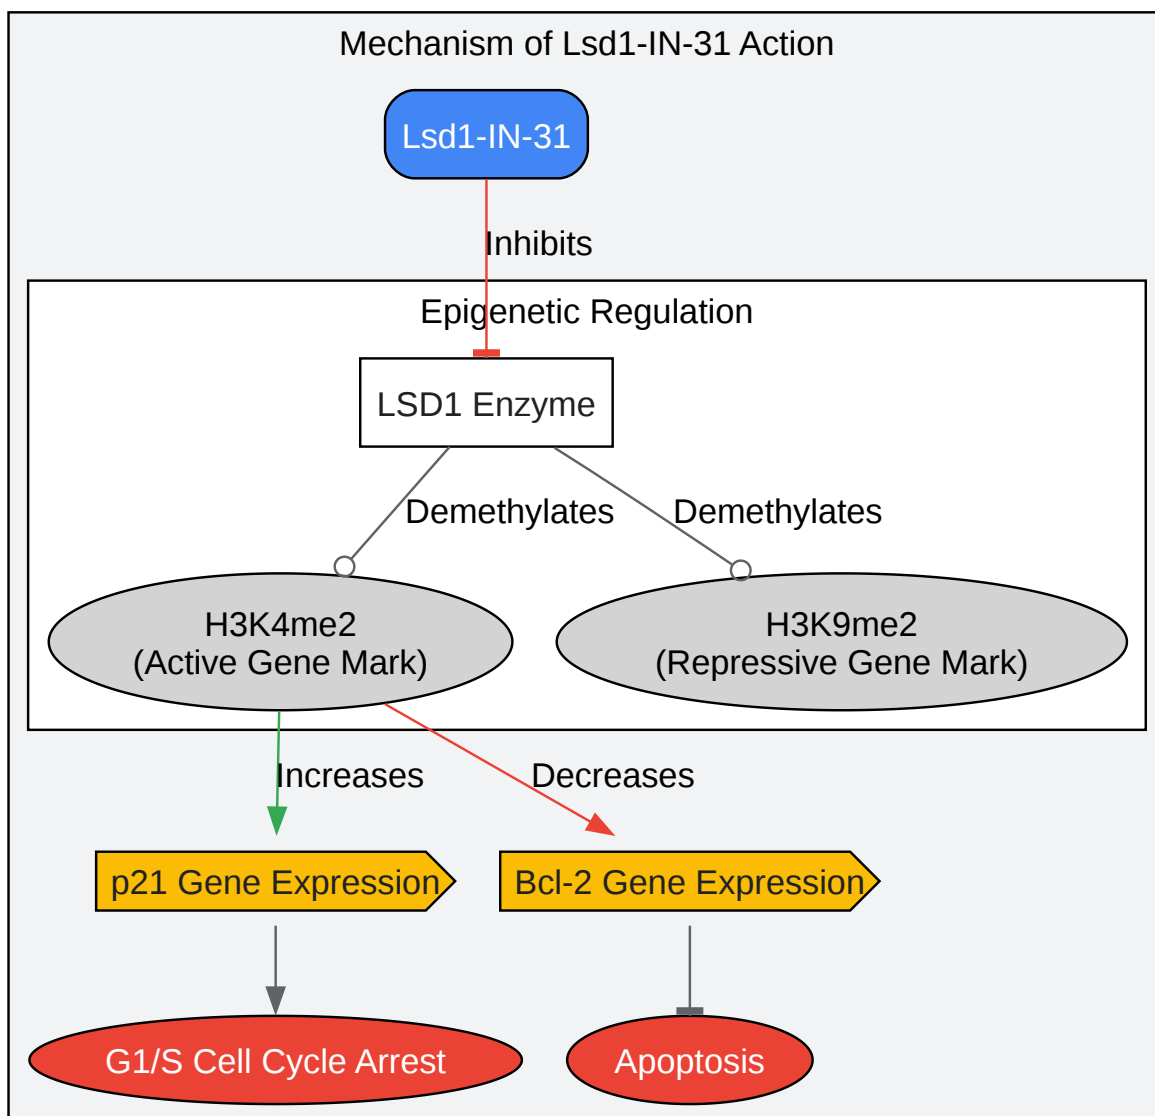 Mechanism of Lsd1-IN-31 Action
Lsd1-IN-31
Inhibits
Epigenetic Regulation
LSD1 Enzyme
Demethylates
Demethylates
H3K4me2
(Active Gene Mark)
H3K9me2
(Repressive Gene Mark)
Increases
Decreases
p21 Gene Expression
Bcl-2 Gene Expression
G1/S Cell Cycle Arrest
Apoptosis